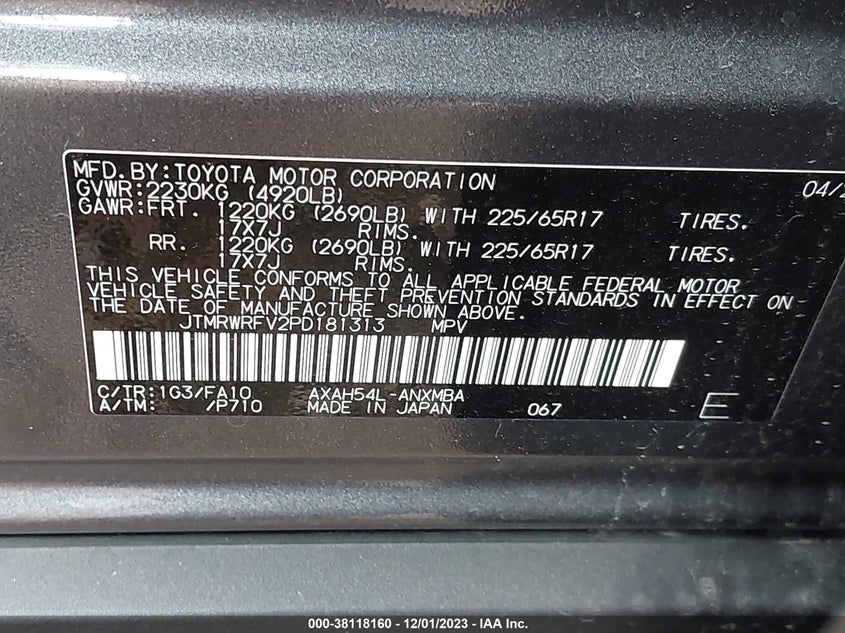 MFD.BY:TOYOTA MOTOR CORPORATION 04/2
GVWR:2230KG (4920LB)
GAWR:FRT. 1220KG (2690LB) WITH 225/65R17 TIRES.
17X7J RIMS.
RR. 1220KG (2690LB) WITH 225/65R17 TIRES.
17X7J RIMS.
THIS VEHICLE CONFORMS TO ALL APPLICABLE FEDERAL MOTOR
VEHICLE SAFETY AND THEFT PREVENTION STANDARDS IN EFFECT ON
THE DATE OF MANUFACTURE SHOWN ABOVE.
JTMRWRFV2PD181313 MPV
C/TR:1G3/FA10 AXAH54L-ANXMBA
A/TM: /P710 MADE IN JAPAN 067 E
000-38118160 - 12/01/2023 - IAA Inc.